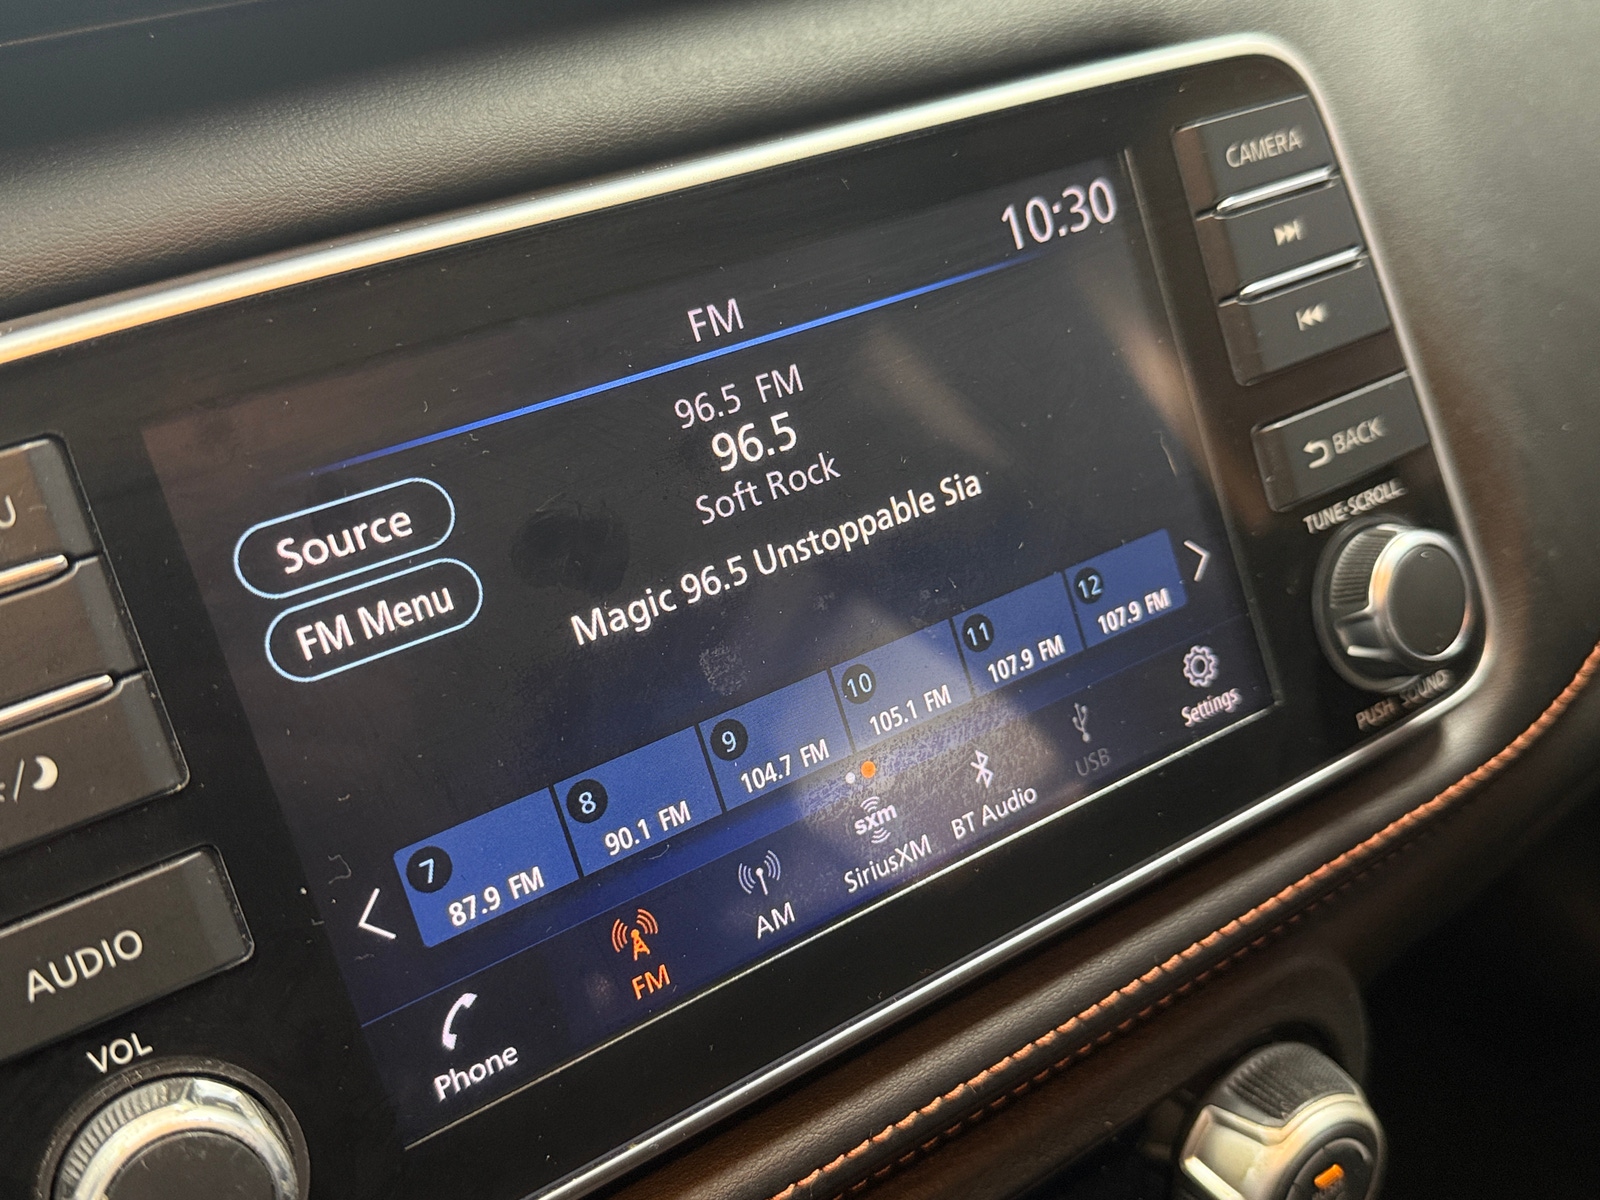 10:30
FM
96.5 FM
96.5
Soft Rock
Magic 96.5 Unstoppable Sia
Source
FM Menu
7
87.9 FM
8
90.1 FM
9
104.7 FM
10
105.1 FM
11
107.9 FM
12
107.9 FM
Phone
FM
AM
sxm
SiriusXM
BT Audio
USB
Settings
CAMERA
BACK
TUNE·SCROLL
PUSH SOUND
AUDIO
VOL